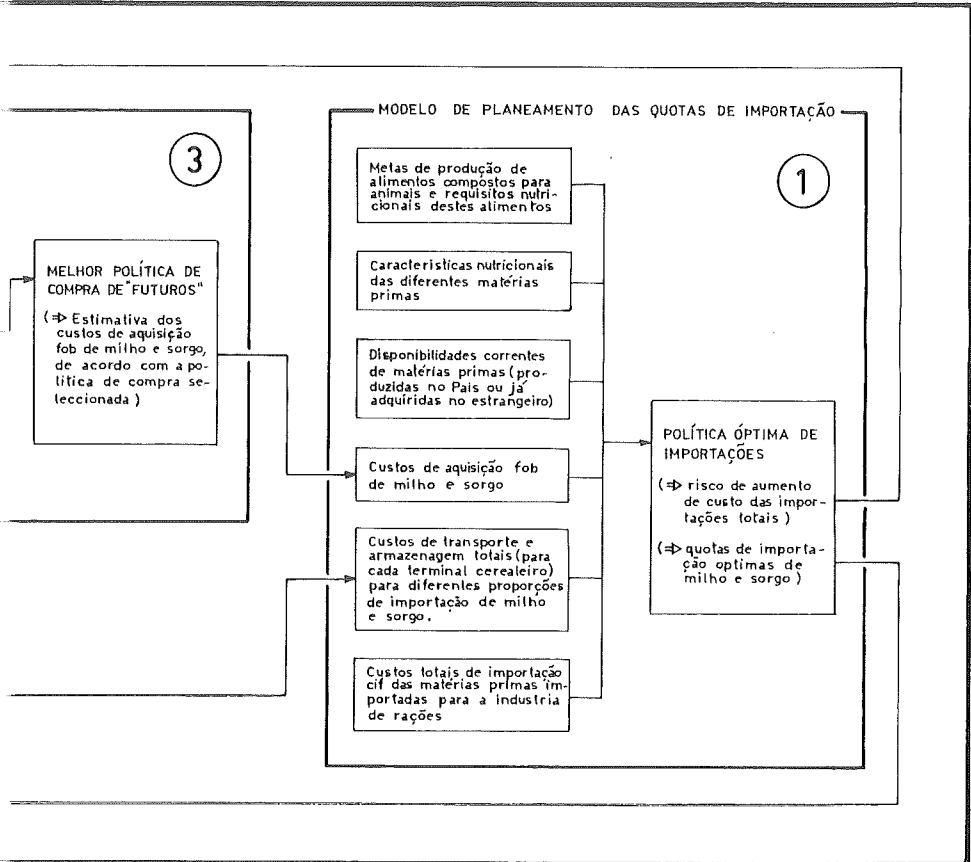 MODELO DE PLANEAMENTO DAS QUOTAS DE IMPORTAÇÃO
3
MELHOR POLÍTICA DE
COMPRA DE "FUTUROS"
(⇒ Estimativa dos
custos de aquisição
fob de milho e sorgo,
de acordo com a po-
lítica de compra se-
leccionada)
1
Metas de produção de
alimentos compostos para
animais e requisitos nutri-
cionais destes alimentos
Caracteristicas nutricionais
das diferentes matérias
primas
Disponibilidades correntes
de matérias primas (pro-
duzidas no País ou já
adquiridas no estrangeiro)
Custos de aquisição fob
de milho e sorgo
Custos de transporte e
armazenagem totais (para
cada terminal cerealeiro)
para diferentes proporções
de importação de milho
e sorgo.
Custos totais de importação
cif das matérias primas im-
portadas para a industria
de rações
POLÍTICA ÓPTIMA DE
IMPORTAÇÕES
(⇒ risco de aumento
de custo das impor-
tações totais)
(⇒ quotas de importa-
ção optimas de
milho e sorgo)